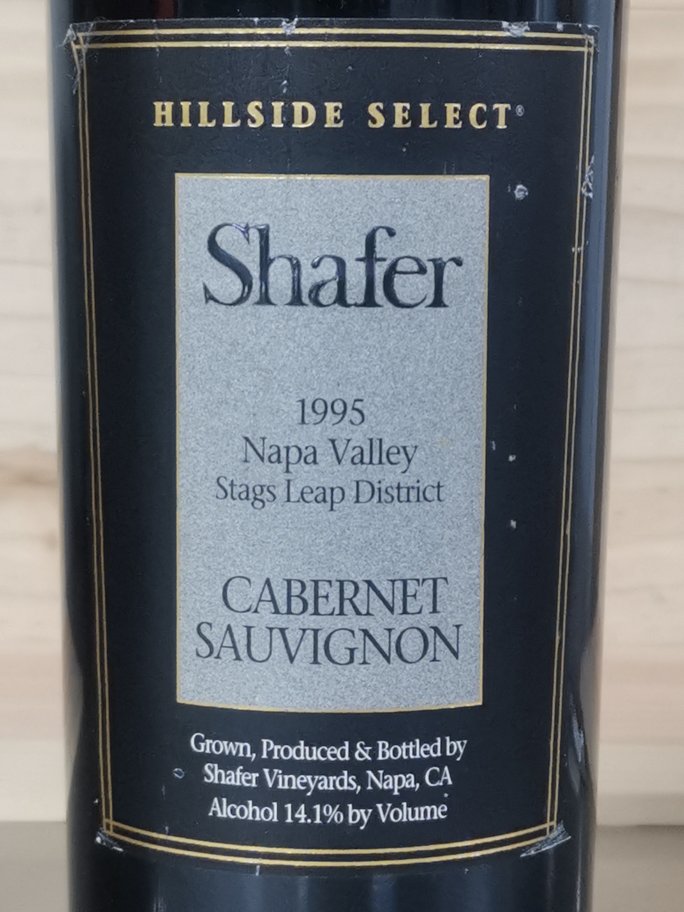 HILLSIDE SELECT®
Shafer
1995
Napa Valley
Stags Leap District
CABERNET
SAUVIGNON
Grown, Produced & Bottled by
Shafer Vineyards, Napa, CA
Alcohol 14.1% by Volume